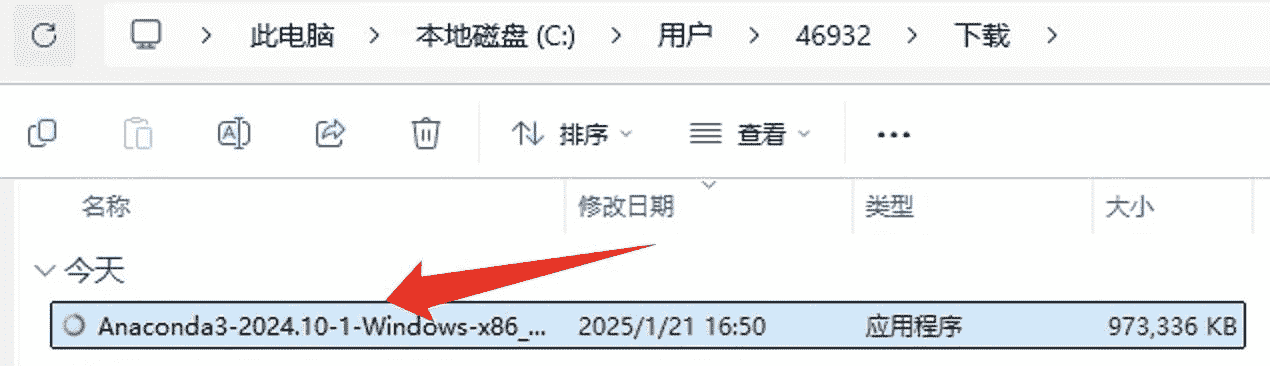 此电脑 > 本地磁盘 (C:) > 用户 > 46932 > 下载 >
排序 查看 ...
名称 修改日期 类型 大小
今天
Anaconda3-2024.10-1-Windows-x86_... 2025/1/21 16:50 应用程序 973,336 KB